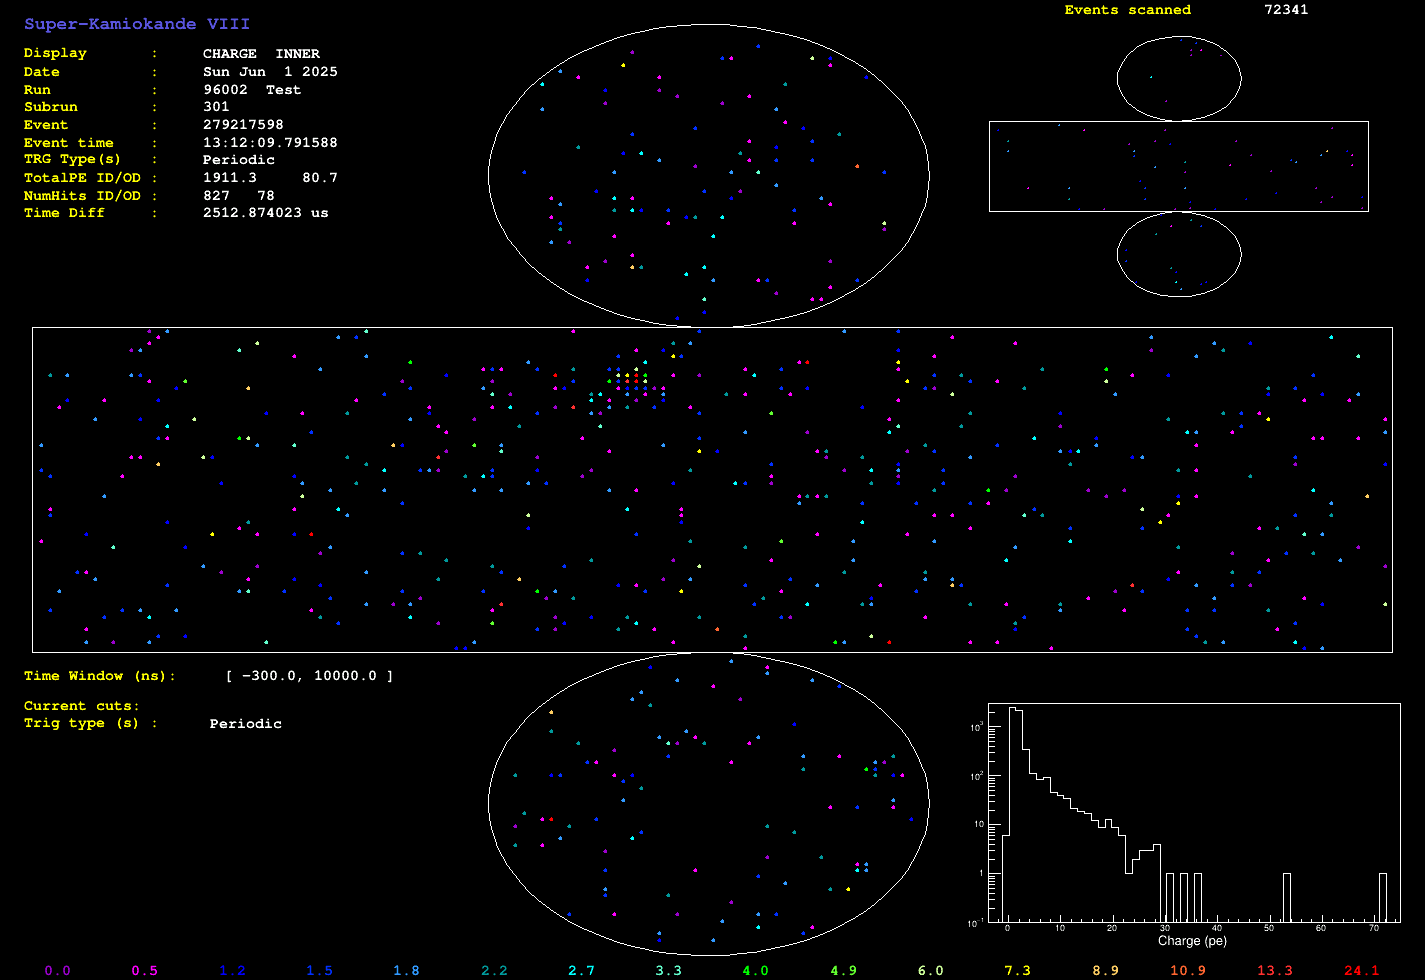 Super-Kamiokande VIII
Events scanned 72341
Display : CHARGE INNER
Date : Sun Jun 1 2025
Run : 96002 Test
Subrun : 301
Event : 279217598
Event time : 13:12:09.791588
TRG Type(s) : Periodic
TotalPE ID/OD : 1911.3 80.7
NumHits ID/OD : 827 78
Time Diff : 2512.874023 us
Time Window (ns): [ -300.0, 10000.0 ]
Current cuts:
Trig type (s) : Periodic
10³
10²
10
1
10⁻¹
0 10 20 30 40 50 60 70
Charge (pe)
0.0 0.5 1.2 1.5 1.8 2.2 2.7 3.3 4.0 4.9 6.0 7.3 8.9 10.9 13.3 24.1